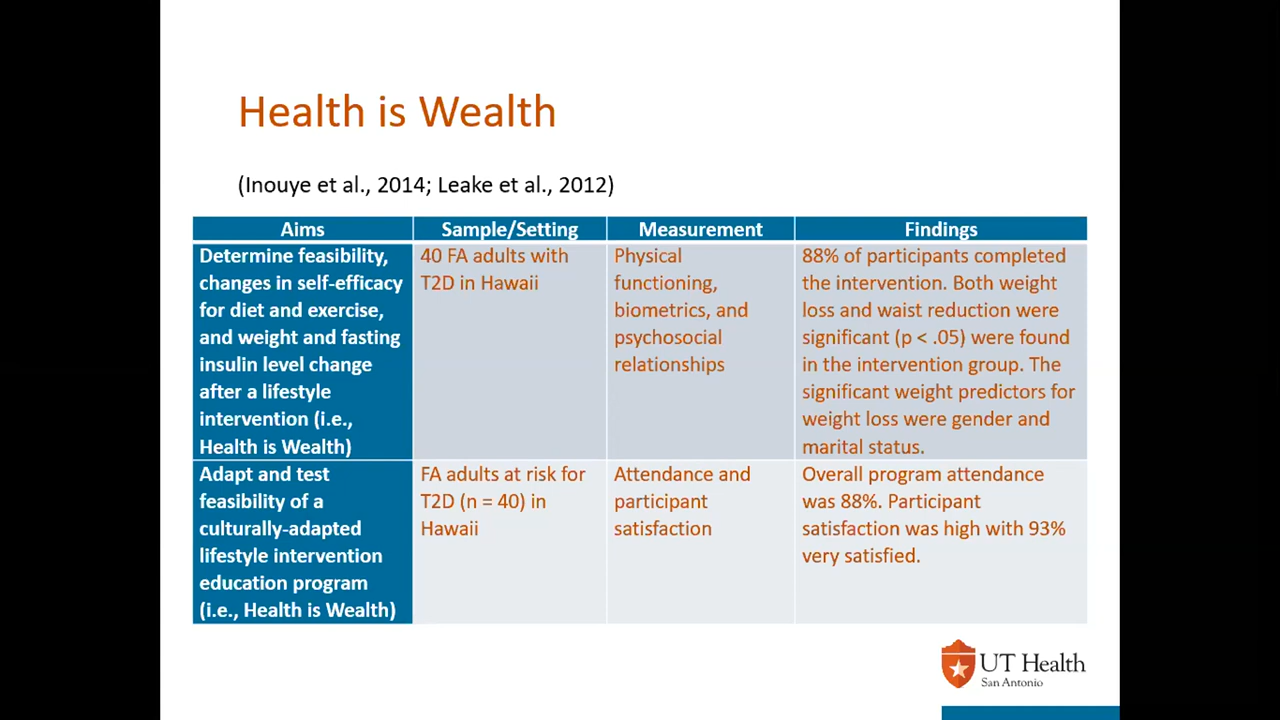 Health is Wealth
(Inouye et al., 2014; Leake et al., 2012)
Aims
Sample/Setting
Measurement
Findings
Determine feasibility,
changes in self-efficacy
for diet and exercise,
and weight and fasting
insulin level change
after a lifestyle
intervention (i.e.,
Health is Wealth)
40 FA adults with
T2D in Hawaii
Physical
functioning,
biometrics, and
psychosocial
relationships
88% of participants completed
the intervention. Both weight
loss and waist reduction were
significant (p < .05) were found
in the intervention group. The
significant weight predictors for
weight loss were gender and
marital status.
Adapt and test
feasibility of a
culturally-adapted
lifestyle intervention
education program
(i.e., Health is Wealth)
FA adults at risk for
T2D (n = 40) in
Hawaii
Attendance and
participant
satisfaction
Overall program attendance
was 88%. Participant
satisfaction was high with 93%
very satisfied.
UT Health
San Antonio